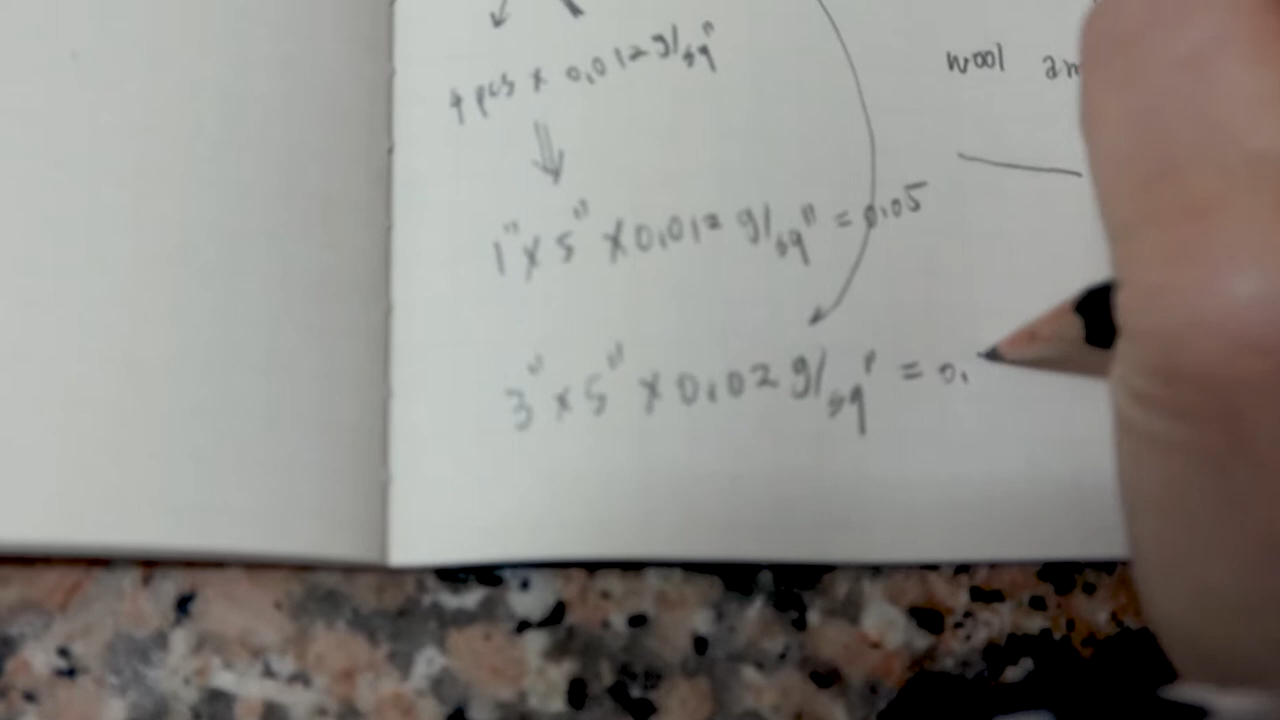 4 pcs x 0.012 g/sq"
wool
1" x 5" x 0.012 g/sq" = 0.05
3" x 5" x 0.02 g/sq" = 0.